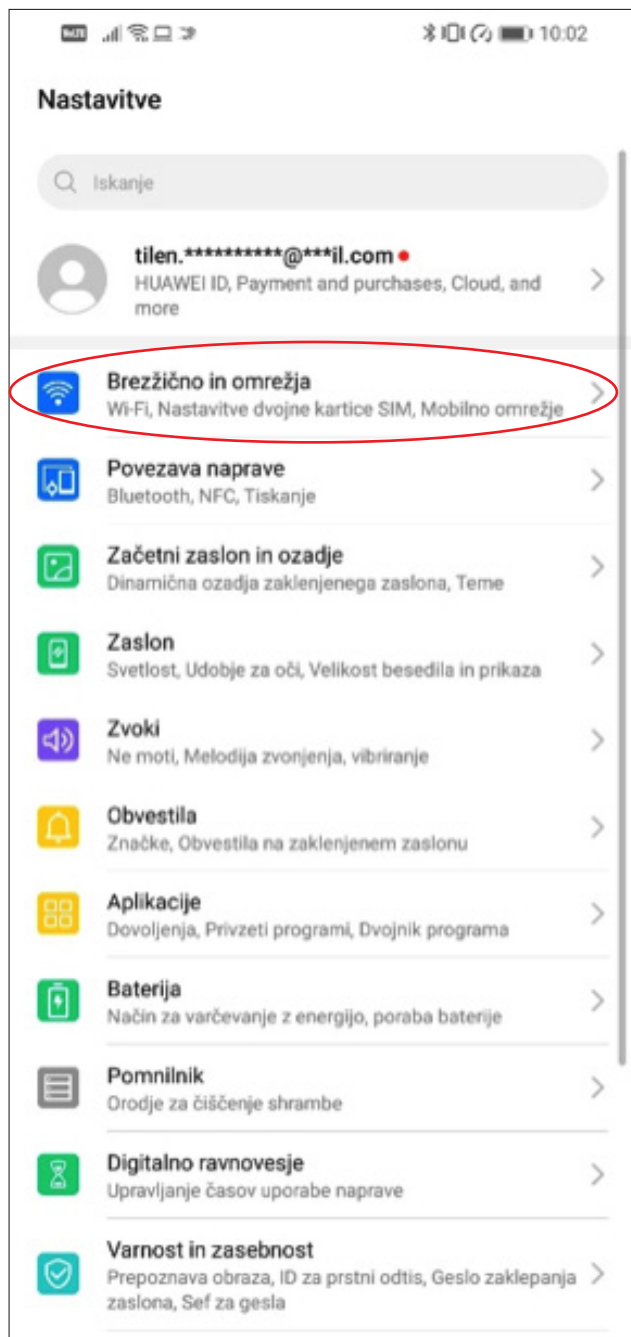 10:02
Nastavitve
Iskanje
tilen.**********@***il.com
HUAWEI ID, Payment and purchases, Cloud, and
more
Brezžično in omrežja
Wi-Fi, Nastavitve dvojne kartice SIM, Mobilno omrežje
Povezava naprave
Bluetooth, NFC, Tiskanje
Začetni zaslon in ozadje
Dinamična ozadja zaklenjenega zaslona, Teme
Zaslon
Svetlost, Udobje za oči, Velikost besedila in prikaza
Zvoki
Ne moti, Melodija zvonjenja, vibriranje
Obvestila
Značke, Obvestila na zaklenjenem zaslonu
Aplikacije
Dovoljenja, Privzeti programi, Dvojnik programa
Baterija
Način za varčevanje z energijo, poraba baterije
Pomnilnik
Orodje za čiščenje shrambe
Digitalno ravnovesje
Upravljanje časov uporabe naprave
Varnost in zasebnost
Prepoznava obraza, ID za prstni odtis, Geslo zaklepanja
zaslona, Sef za gesla